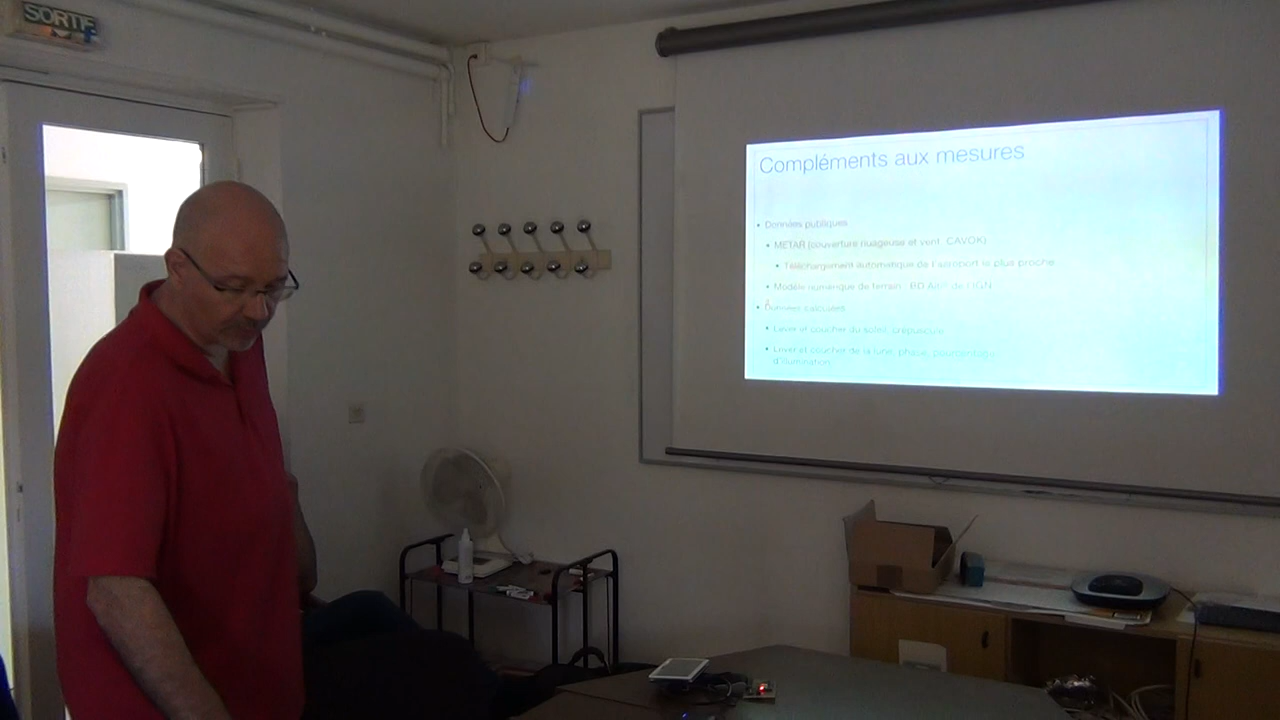 SORTIE
Compléments aux mesures
• Données publiques
• METAR (couverture nuageuse et vent, CAVOK)
• Téléchargement automatique de l'aéroport le plus proche
• Modèle numérique de terrain : BD Alti® de l'IGN
• Données calculées
• Lever et coucher du soleil, crépuscule
• Lever et coucher de la lune, phase, pourcentage
d'illumination